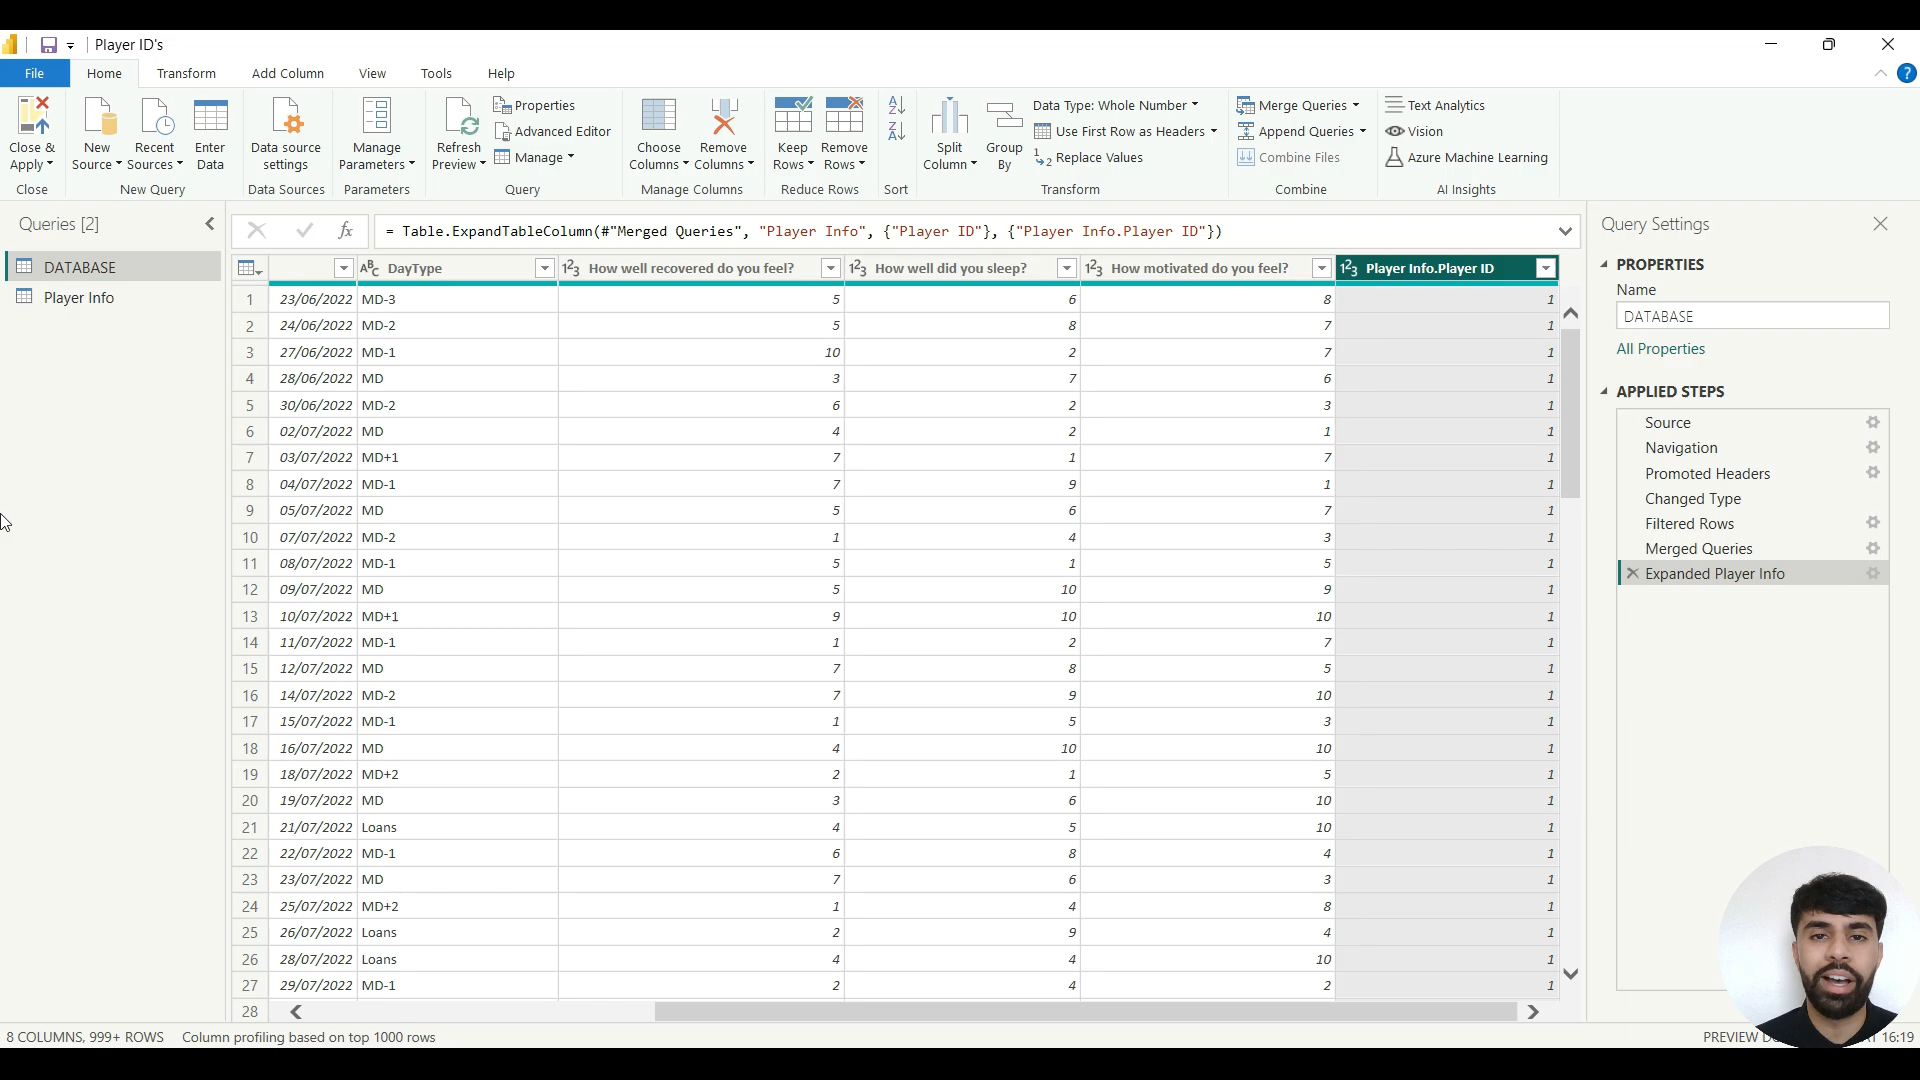 Player ID's
File Home Transform Add Column View Tools Help
Close & Apply
New Source
Recent Sources
Enter Data
Data source settings
Manage Parameters
Refresh Preview
Properties
Advanced Editor
Manage
Choose Columns
Remove Columns
Keep Rows
Remove Rows
Split Column
Group By
Data Type: Whole Number
Use First Row as Headers
1 2 Replace Values
Merge Queries
Append Queries
Combine Files
Text Analytics
Vision
Azure Machine Learning
Close New Query Data Sources Parameters Query Manage Columns Reduce Rows Sort Transform Combine AI Insights
Queries [2]
DATABASE
Player Info
fx = Table.ExpandTableColumn(#"Merged Queries", "Player Info", {"Player ID"}, {"Player Info.Player ID"})
ABC DayType 123 How well recovered do you feel? 123 How well did you sleep? 123 How motivated do you feel? 123 Player Info.Player ID
1 23/06/2022 MD-3 5 6 8 1
2 24/06/2022 MD-2 5 8 7 1
3 27/06/2022 MD-1 10 2 7 1
4 28/06/2022 MD 3 7 6 1
5 30/06/2022 MD-2 6 2 3 1
6 02/07/2022 MD 4 2 1 1
7 03/07/2022 MD+1 7 1 7 1
8 04/07/2022 MD-1 7 9 1 1
9 05/07/2022 MD 5 6 7 1
10 07/07/2022 MD-2 1 4 3 1
11 08/07/2022 MD-1 5 1 5 1
12 09/07/2022 MD 5 10 9 1
13 10/07/2022 MD+1 9 10 10 1
14 11/07/2022 MD-1 1 2 7 1
15 12/07/2022 MD 7 8 5 1
16 14/07/2022 MD-2 7 9 10 1
17 15/07/2022 MD-1 1 5 3 1
18 16/07/2022 MD 4 10 10 1
19 18/07/2022 MD+2 2 1 5 1
20 19/07/2022 MD 3 6 10 1
21 21/07/2022 Loans 4 5 10 1
22 22/07/2022 MD-1 6 8 4 1
23 23/07/2022 MD 7 6 3 1
24 25/07/2022 MD+2 1 4 8 1
25 26/07/2022 Loans 2 9 4 1
26 28/07/2022 Loans 4 4 10 1
27 29/07/2022 MD-1 2 4 2 1
28
Query Settings
PROPERTIES
Name
DATABASE
All Properties
APPLIED STEPS
Source
Navigation
Promoted Headers
Changed Type
Filtered Rows
Merged Queries
Expanded Player Info
8 COLUMNS, 999+ ROWS Column profiling based on top 1000 rows
PREVIEW 16:19